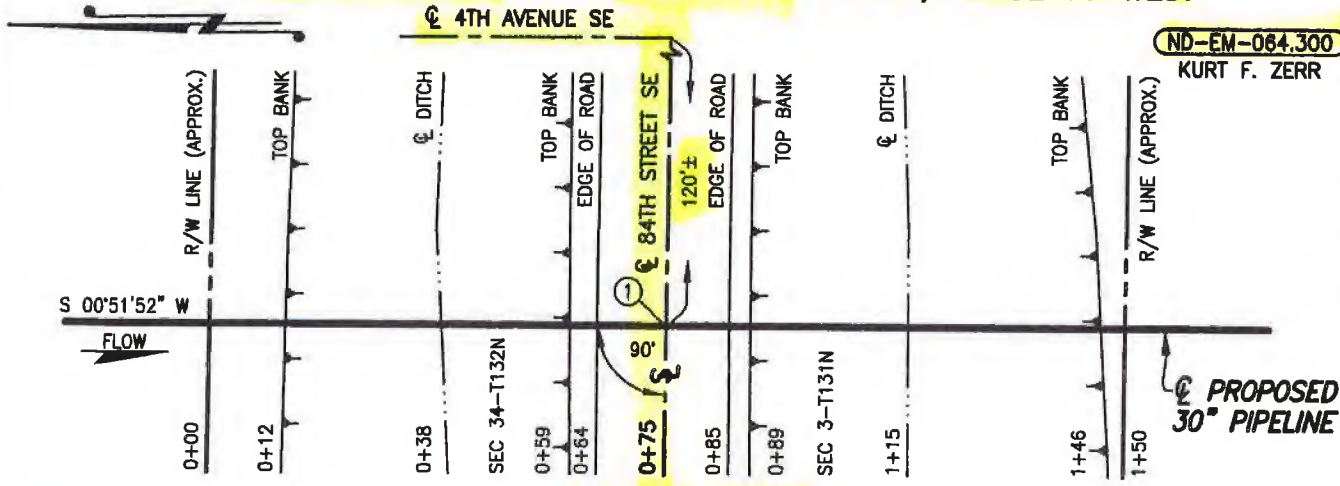 ℄ 4TH AVENUE SE
ND-EM-064.300
KURT F. ZERR
R/W LINE (APPROX.)
TOP BANK
℄ DITCH
TOP BANK
EDGE OF ROAD
℄ 84TH STREET SE
120'±
EDGE OF ROAD
TOP BANK
℄ DITCH
TOP BANK
R/W LINE (APPROX.)
S 00°51'52" W
FLOW
1
90°
0+00
0+12
0+38
SEC 34-T132N
0+59
0+64
0+75
0+85
0+89
SEC 3-T131N
1+15
1+46
1+50
℄ PROPOSED
30" PIPELINE